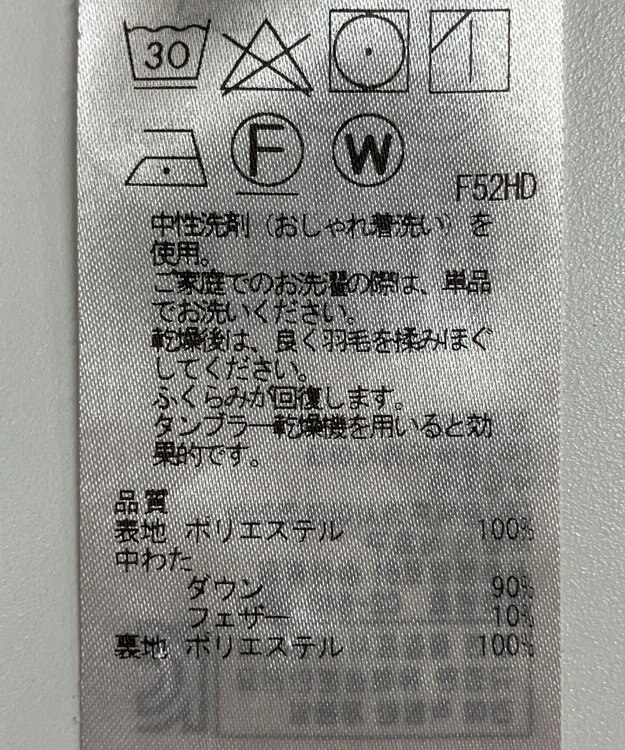 30
F W
F52HD
中性洗剤（おしゃれ着洗い）を
使用。
ご家庭でのお洗濯の際は、単品
でお洗いください。
乾燥後は、良く羽毛を揉みほぐ
してください。
ふくらみが回復します。
タンブラー乾燥機を用いると効
果的です。
品質
表地 ポリエステル 100%
中わた
ダウン 90%
フェザー 10%
裏地 ポリエステル 100%